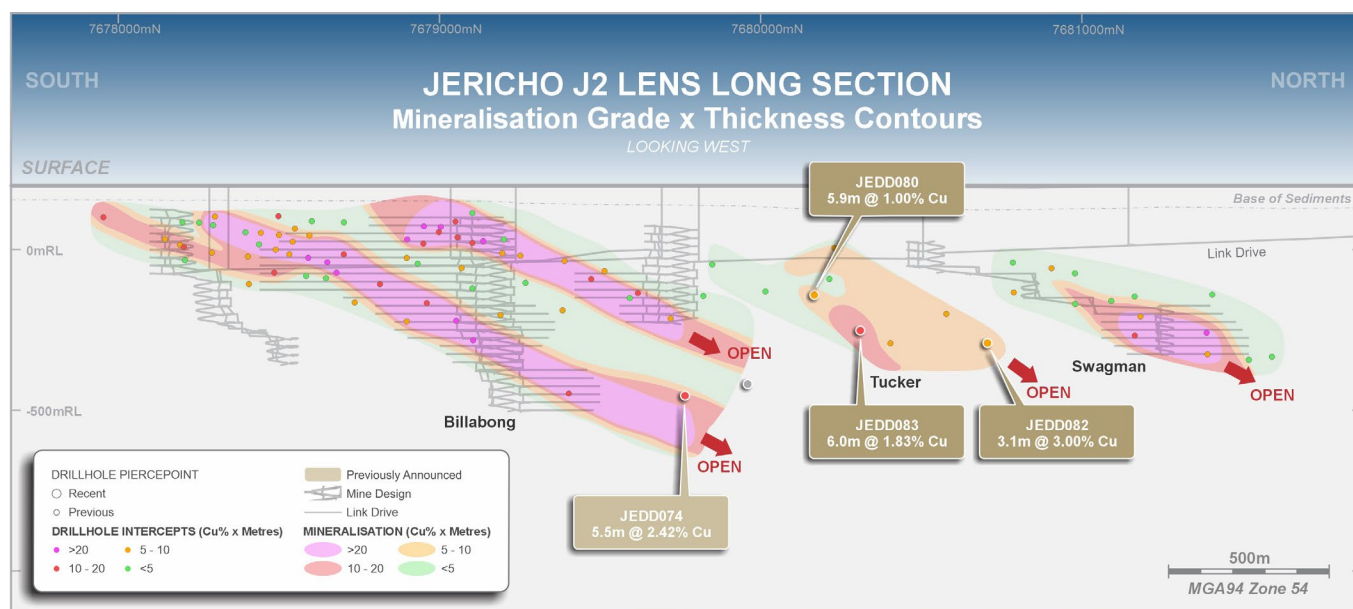 7678000mN
7679000mN
7680000mN
7681000mN
SOUTH
NORTH
JERICHO J2 LENS LONG SECTION
Mineralisation Grade x Thickness Contours
LOOKING WEST
SURFACE
JEDD080
5.9m @ 1.00% Cu
Base of Sediments
0mRL
Link Drive
OPEN
Tucker
Swagman
OPEN
OPEN
-500mRL
Billabong
JEDD083
6.0m @ 1.83% Cu
JEDD082
3.1m @ 3.00% Cu
OPEN
JEDD074
5.5m @ 2.42% Cu
DRILLHOLE PIERCEPOINT
Recent
Previous
DRILLHOLE INTERCEPTS (Cu% x Metres)
>20
5 - 10
10 - 20
<5
Previously Announced
Mine Design
Link Drive
MINERALISATION (Cu% x Metres)
>20
5 - 10
10 - 20
<5
500m
MGA94 Zone 54